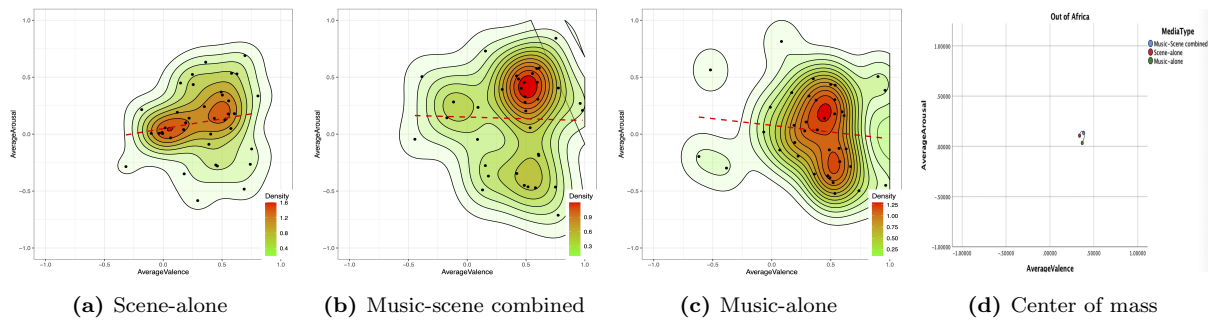 1.0
0.5
0.0
-0.5
-1.0
AverageArousal
-1.0 -0.5 0.0 0.5 1.0
AverageValence
Density
1.6
1.2
0.8
0.4
(a) Scene-alone
1.0
0.5
0.0
-0.5
-1.0
AverageArousal
-1.0 -0.5 0.0 0.5 1.0
AverageValence
Density
0.9
0.6
0.3
(b) Music-scene combined
1.0
0.5
0.0
-0.5
-1.0
AverageArousal
-1.0 -0.5 0.0 0.5 1.0
AverageValence
Density
1.25
1.00
0.75
0.50
0.25
(c) Music-alone
Out of Africa
MediaType
Music-Scene combined
Scene-alone
Music-alone
1.00000
.50000
.00000
-.50000
-1.00000
AverageArousal
-1.00000 -.50000 .00000 .50000 1.00000
AverageValence
(d) Center of mass